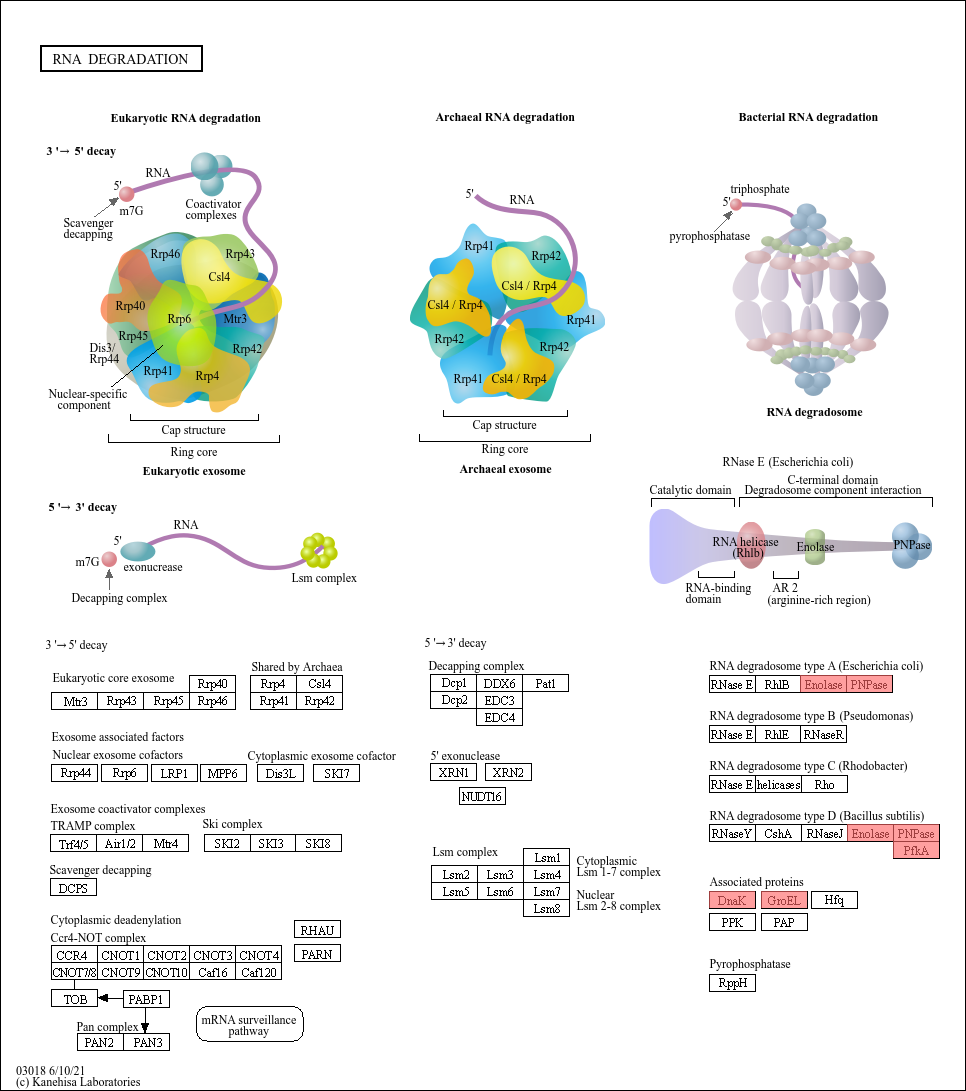 RNA DEGRADATION
Eukaryotic RNA degradation
3 '→ 5' decay
RNA
5'
m7G
Scavenger
decapping
Coactivator
complexes
Rrp46
Rrp43
Csl4
Rrp40
Rrp6
Mtr3
Rrp45
Dis3/
Rrp44
Rrp42
Rrp41
Rrp4
Nuclear-specific
component
Cap structure
Ring core
Eukaryotic exosome
Archaeal RNA degradation
5'
RNA
Rrp41
Rrp42
Csl4 / Rrp4
Csl4 / Rrp4
Rrp41
Rrp42
Rrp42
Rrp41
Csl4 / Rrp4
Cap structure
Ring core
Archaeal exosome
Bacterial RNA degradation
triphosphate
5'
pyrophosphatase
RNA degradosome
RNase E (Escherichia coli)
C-terminal domain
Catalytic domain
Degradosome component interaction
RNA helicase
(Rhlb)
Enolase
PNPase
RNA-binding
domain
AR 2
(arginine-rich region)
5 '→ 3' decay
RNA
5'
m7G
exonucrease
Lsm complex
Decapping complex
3 '→ 5' decay
Eukaryotic core exosome
Rrp40
Mtr3 Rrp43 Rrp45 Rrp46
Shared by Archaea
Rrp4 Csl4
Rrp41 Rrp42
Exosome associated factors
Nuclear exosome cofactors
Rrp44 Rrp6 LRP1 MPP6
Cytoplasmic exosome cofactor
Dis3L SKI7
Exosome coactivator complexes
TRAMP complex
Trf4/5 Air1/2 Mtr4
Ski complex
SKI2 SKI3 SKI8
Scavenger decapping
DCPS
Cytoplasmic deadenylation
Ccr4-NOT complex
CCR4 CNOT1 CNOT2 CNOT3 CNOT4
CNOT7/8 CNOT9 CNOT10 Caf16 Caf120
RHAU
PARN
TOB
PABP1
Pan complex
PAN2 PAN3
mRNA surveillance
pathway
5 '→ 3' decay
Decapping complex
Dcp1 DDX6 Pat1
Dcp2 EDC3
EDC4
5' exonuclease
XRN1 XRN2
NUDT16
Lsm complex
Lsm1
Lsm2 Lsm3 Lsm4
Lsm5 Lsm6 Lsm7
Lsm8
Cytoplasmic
Lsm 1-7 complex
Nuclear
Lsm 2-8 complex
RNA degradosome type A (Escherichia coli)
RNase E RhlB Enolase PNPase
RNA degradosome type B (Pseudomonas)
RNase E RhlE RNaseR
RNA degradosome type C (Rhodobacter)
RNase E helicases Rho
RNA degradosome type D (Bacillus subtilis)
RNaseY CshA RNaseJ Enolase PNPase
PfkA
Associated proteins
DnaK GroEL Hfq
PPK PAP
Pyrophosphatase
RppH
03018 6/10/21
(c) Kanehisa Laboratories